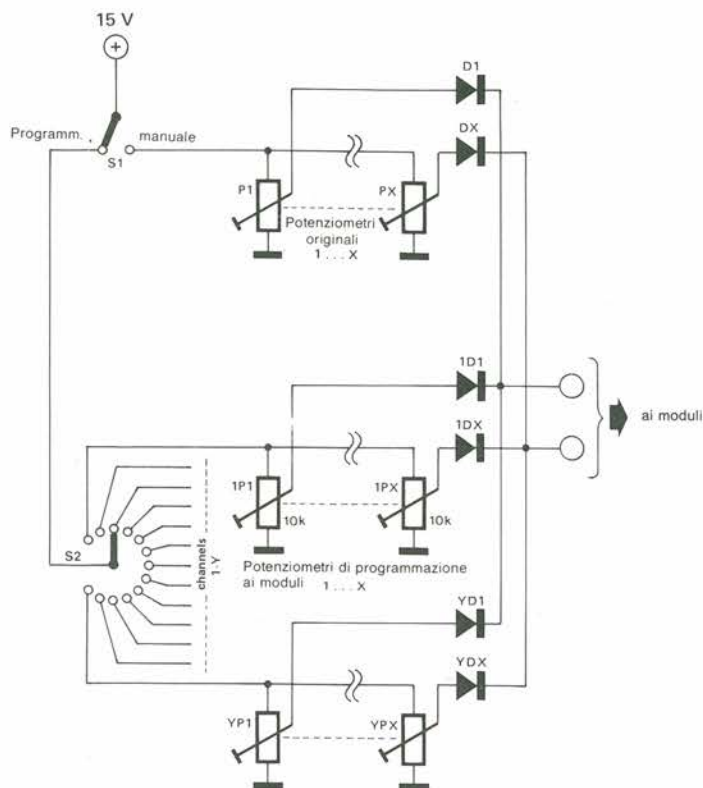 15 V
+
D1
Programm.
manuale
S1
DX
P1
PX
Potenziometri
originali
1 . . . X
1D1
ai moduli
1DX
1P1
1PX
10k
10k
S2
channels
1-Y
Potenziometri di programmazione
ai moduli 1 . . . X
YD1
YDX
YP1
YPX